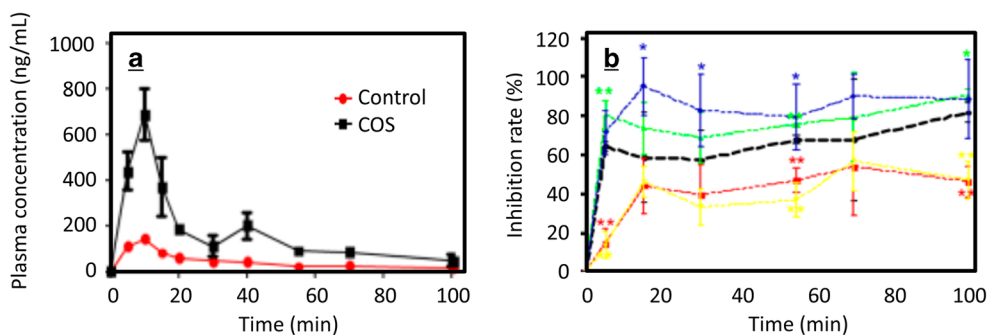 Plasma concentration (ng/mL)
1000
800
600
400
200
0
a
Control
COS
0 20 40 60 80 100
Time (min)
Inhibition rate (%)
120
100
80
60
40
20
0
b
* * * *
** **
** **
** **
0 20 40 60 80 100
Time (min)